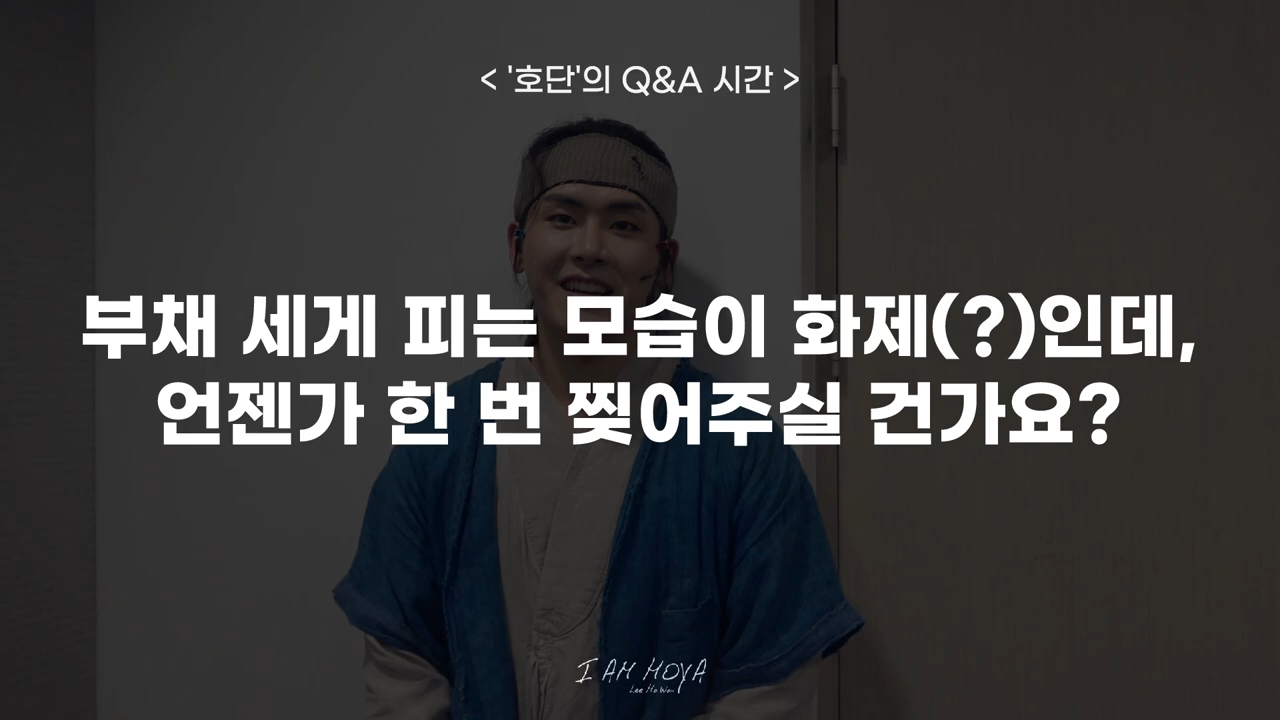 < '호단'의 Q&A 시간 >
부채 세게 피는 모습이 화제(?)인데,
언젠가 한 번 찢어주실 건가요?
I AM HOYA
Lee Ho Won